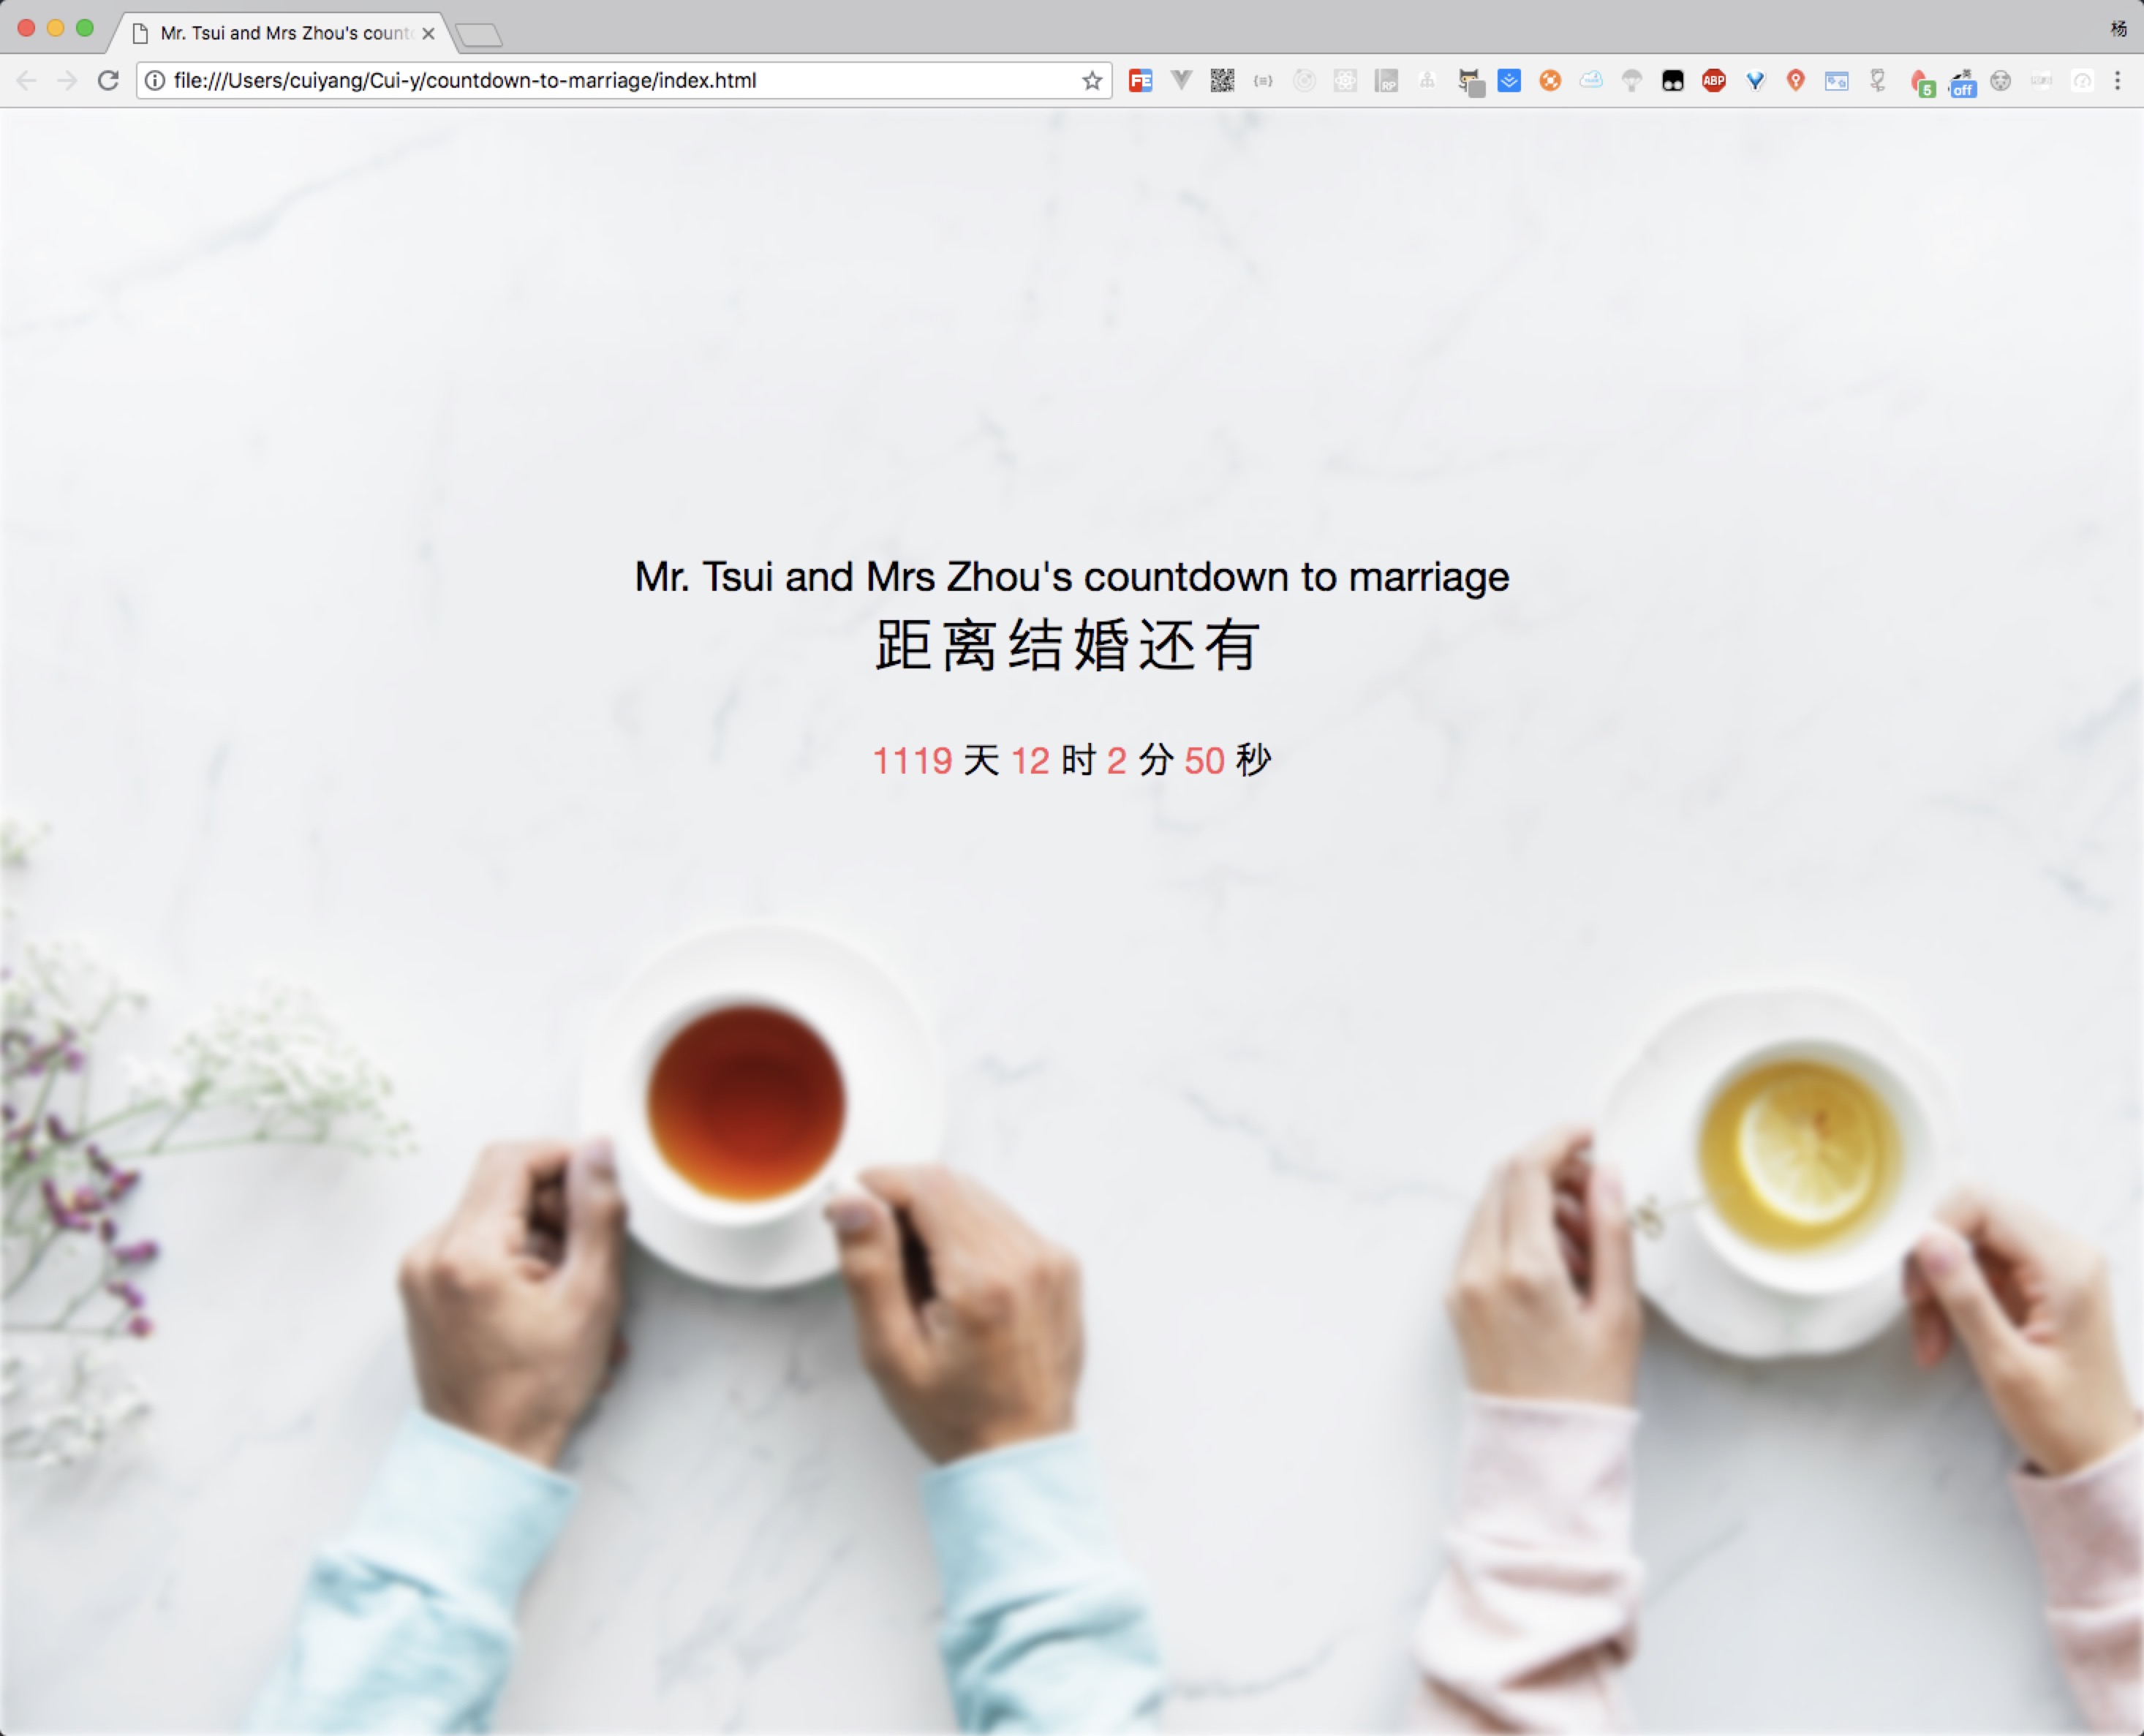 Mr. Tsui and Mrs Zhou's count
杨
file:///Users/cuiyang/Cui-y/countdown-to-marriage/index.html
FE
RP
ABP
5
off
Mr. Tsui and Mrs Zhou's countdown to marriage
距离结婚还有
1119 天 12 时 2 分 50 秒